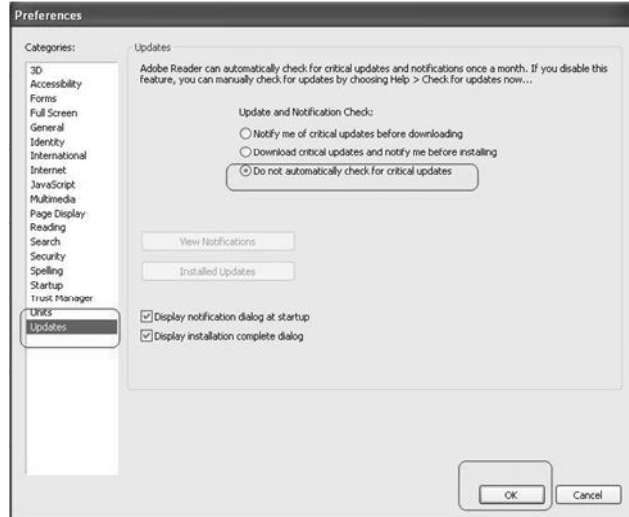 Preferences
Categories:
3D
Accessibility
Forms
Full Screen
General
Identity
International
Internet
JavaScript
Multimedia
Page Display
Reading
Search
Security
Spelling
Startup
Trust Manager
Units
Updates
Updates
Adobe Reader can automatically check for critical updates and notifications once a month. If you disable this
feature, you can manually check for updates by choosing Help > Check for updates now...
Update and Notification Check:
Notify me of critical updates before downloading
Download critical updates and notify me before installing
Do not automatically check for critical updates
View Notifications
Installed Updates
Display notification dialog at startup
Display installation complete dialog
OK
Cancel